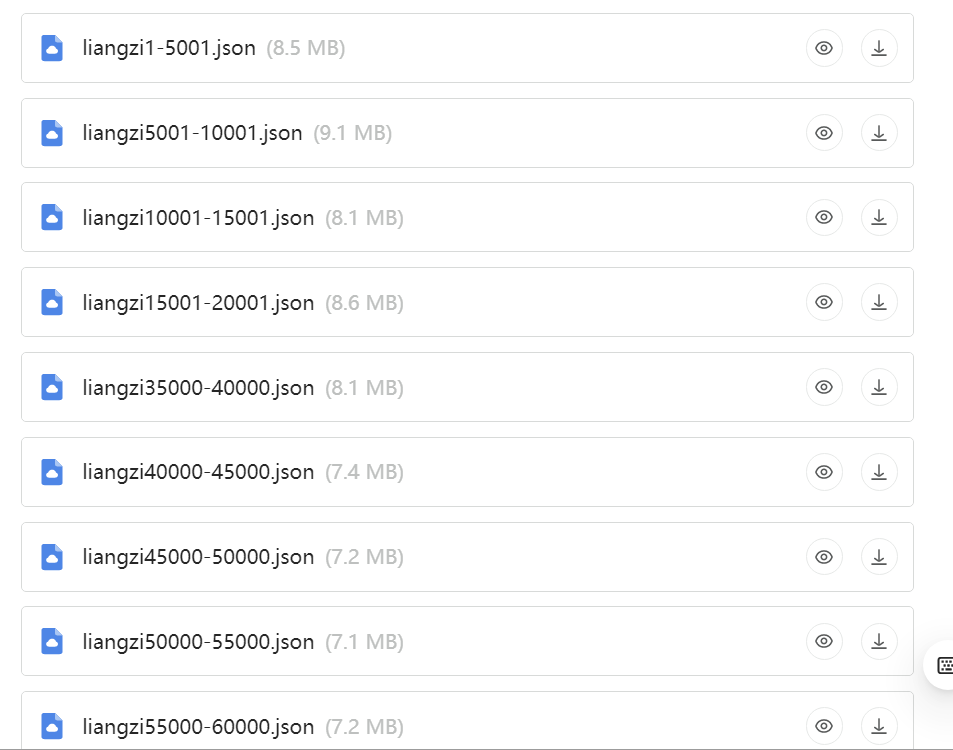 liangzi1-5001.json (8.5 MB)
liangzi5001-10001.json (9.1 MB)
liangzi10001-15001.json (8.1 MB)
liangzi15001-20001.json (8.6 MB)
liangzi35000-40000.json (8.1 MB)
liangzi40000-45000.json (7.4 MB)
liangzi45000-50000.json (7.2 MB)
liangzi50000-55000.json (7.1 MB)
liangzi55000-60000.json (7.2 MB)